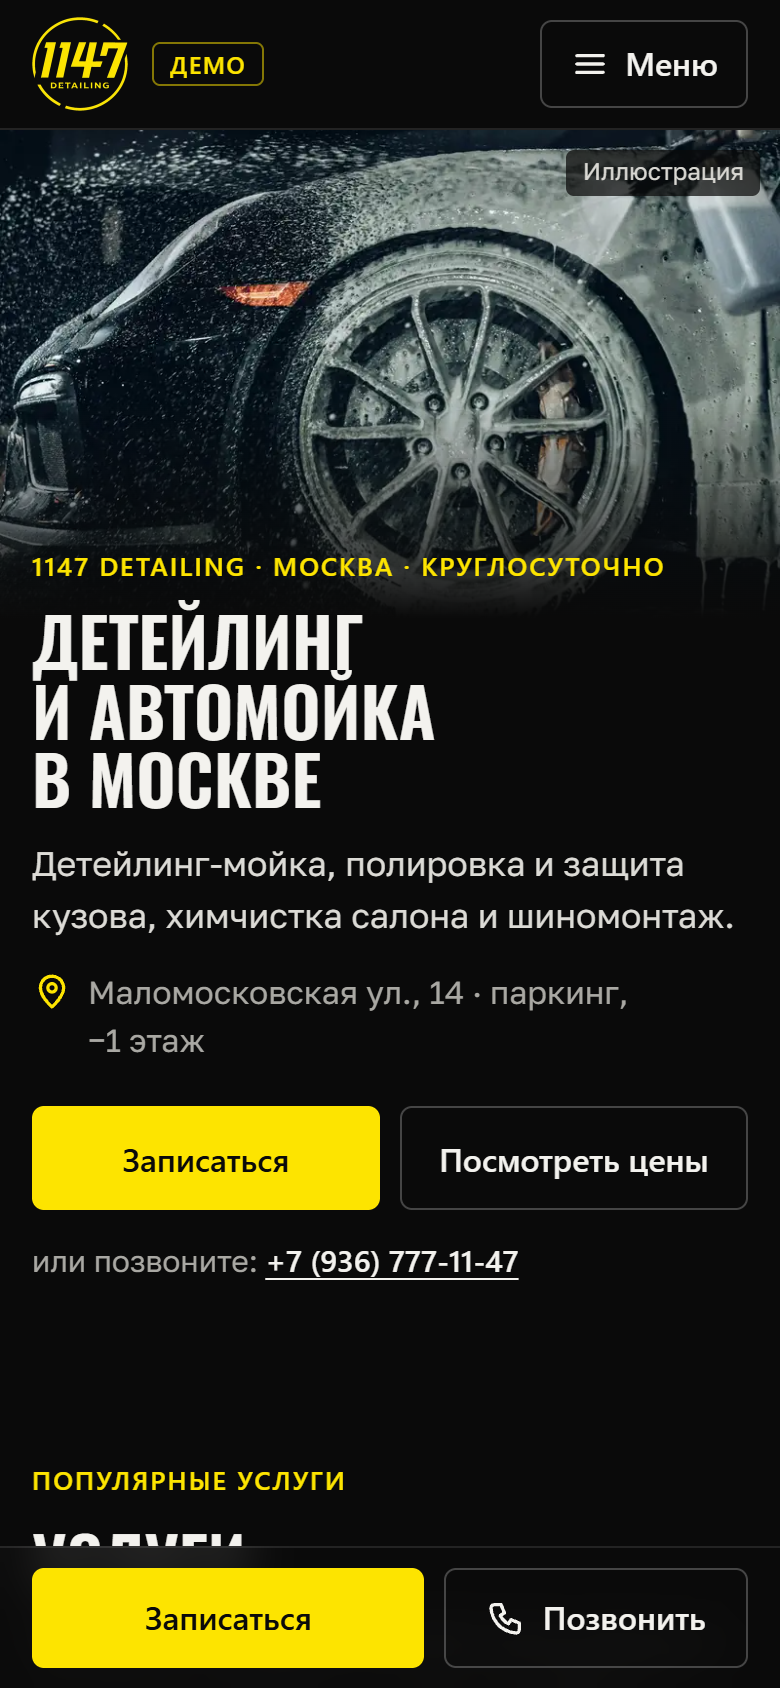 1147
DETAILING
ДЕМО
Меню
Иллюстрация
1147 DETAILING · МОСКВА · КРУГЛОСУТОЧНО
ДЕТЕЙЛИНГ
И АВТОМОЙКА
В МОСКВЕ
Детейлинг-мойка, полировка и защита
кузова, химчистка салона и шиномонтаж.
Маломосковская ул., 14 · паркинг,
−1 этаж
Записаться
Посмотреть цены
или позвоните: +7 (936) 777-11-47
ПОПУЛЯРНЫЕ УСЛУГИ
УСЛУГИ
Записаться
Позвонить